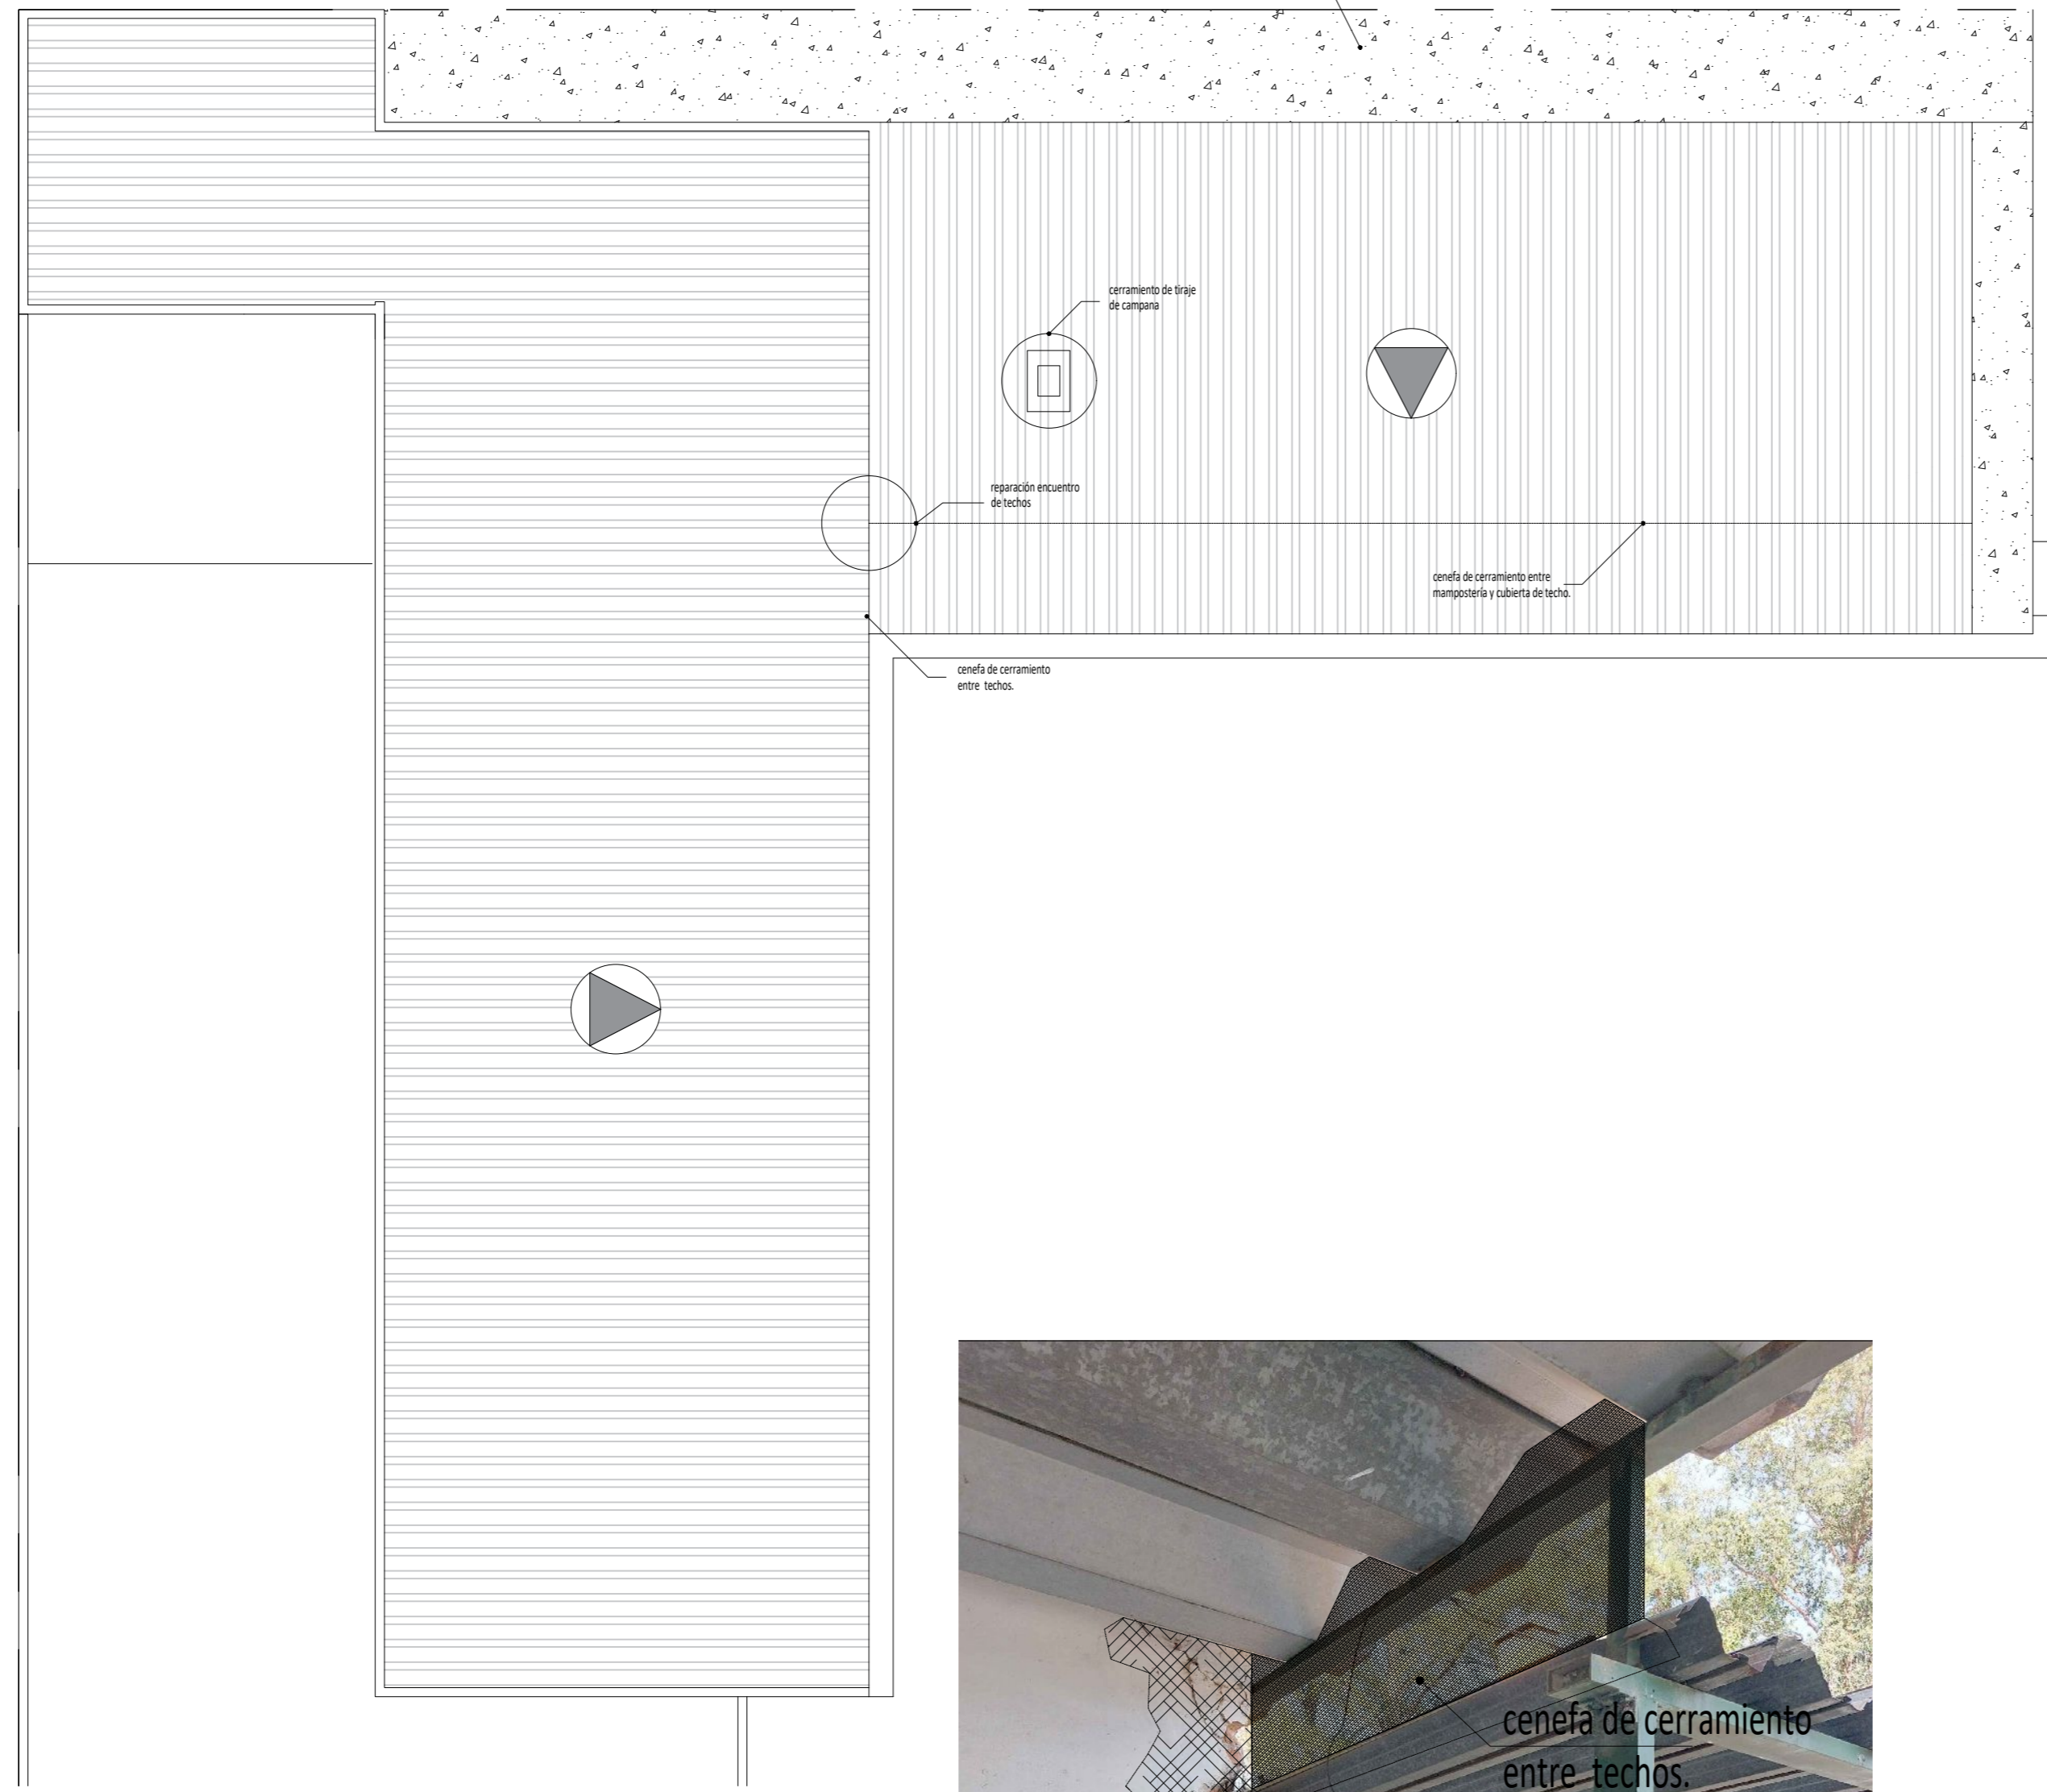 cerramiento de tiraje
de campana
reparación encuentro
de techos
cenefa de cerramiento entre
mampostería y cubierta de techo.
cenefa de cerramiento
entre techos.
cenefa de cerramiento
entre techos.